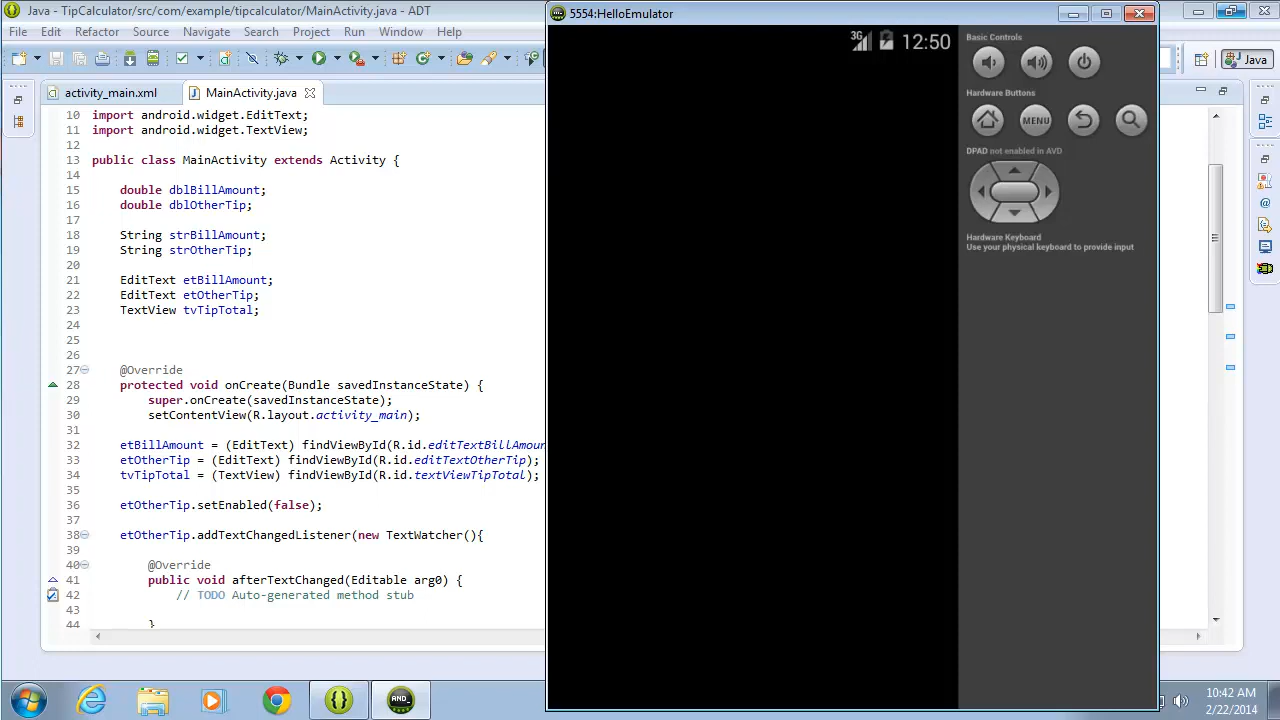 Java - TipCalculator/src/com/example/tipcalculator/MainActivity.java - ADT
File Edit Refactor Navigate Search Project Run Window
Java
activity_main.xml
MainActivity.java
10 import android.widget.EditText;
11 import android.widget.TextView;
12
13 public class MainActivity extends Activity {
14
15 double dblBillAmount;
16 double dblOtherTip;
17
18 String strBillAmount;
19 String strOtherTip;
20
21 EditText etBillAmount;
22 EditText etOtherTip;
23 TextView tvTipTotal;
24
25
26
27 @Override
28 protected void onCreate(Bundle savedInstanceState) {
29 super.onCreate(savedInstanceState);
30 setContentView(R.layout.activity_main);
31
32 etBillAmount = (EditText) findViewById(R.id.editTextBillAmoun
33 etOtherTip = (EditText) findViewById(R.id.editTextOtherTip);
34 tvTipTotal = (TextView) findViewById(R.id.textViewTipTotal);
35
36 etOtherTip.setEnabled(false);
37
38 etOtherTip.addTextChangedListener(new TextWatcher(){
39
40 @Override
41 public void afterTextChanged(Editable arg0) {
42 // TODO Auto-generated method stub
43
44 }
5554:HelloEmulator
3G 12:50
Basic Controls
Hardware Buttons
MENU
DPAD not enabled in AVD
Hardware Keyboard
Use your physical keyboard to provide input
AND
10:42 AM
2/22/2014